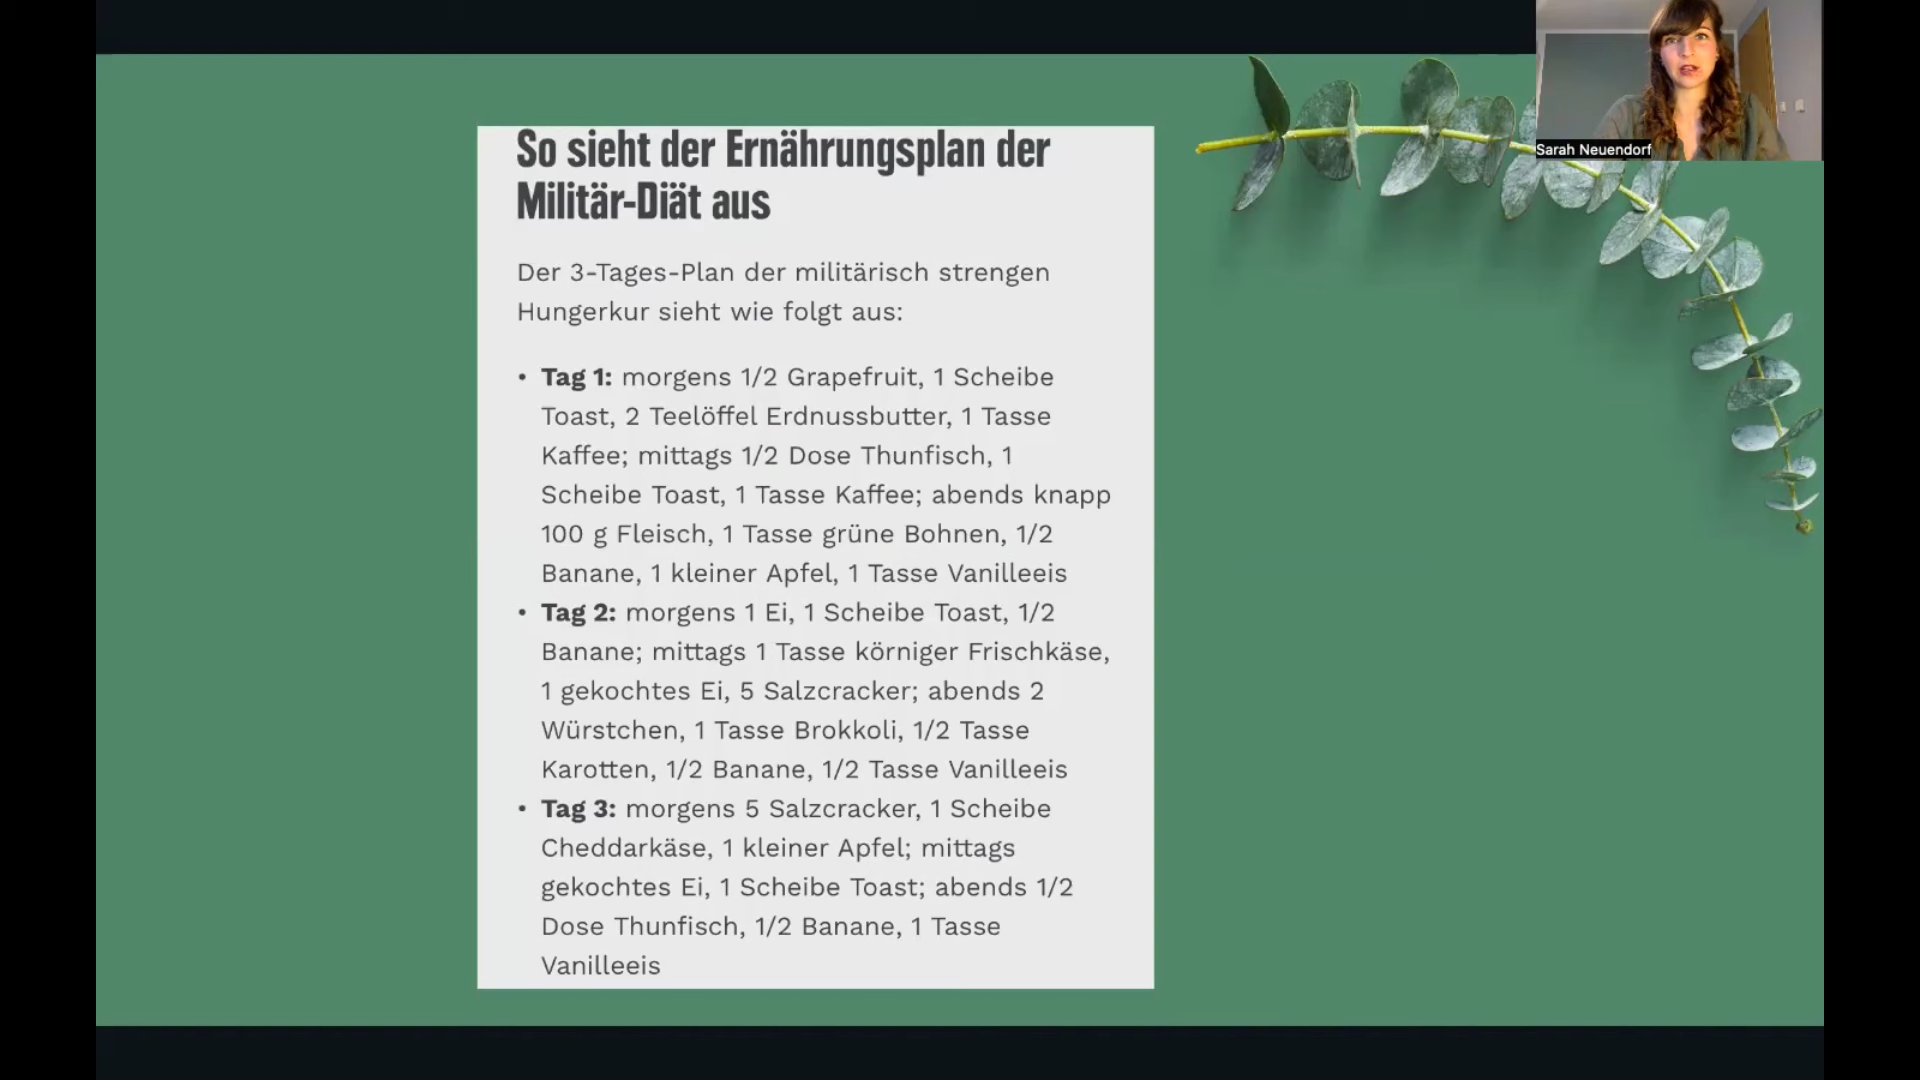 So sieht der Ernährungsplan der
Militär-Diät aus
Der 3-Tages-Plan der militärisch strengen
Hungerkur sieht wie folgt aus:
• Tag 1: morgens 1/2 Grapefruit, 1 Scheibe
Toast, 2 Teelöffel Erdnussbutter, 1 Tasse
Kaffee; mittags 1/2 Dose Thunfisch, 1
Scheibe Toast, 1 Tasse Kaffee; abends knapp
100 g Fleisch, 1 Tasse grüne Bohnen, 1/2
Banane, 1 kleiner Apfel, 1 Tasse Vanilleeis
• Tag 2: morgens 1 Ei, 1 Scheibe Toast, 1/2
Banane; mittags 1 Tasse körniger Frischkäse,
1 gekochtes Ei, 5 Salzcracker; abends 2
Würstchen, 1 Tasse Brokkoli, 1/2 Tasse
Karotten, 1/2 Banane, 1/2 Tasse Vanilleeis
• Tag 3: morgens 5 Salzcracker, 1 Scheibe
Cheddarkäse, 1 kleiner Apfel; mittags
gekochtes Ei, 1 Scheibe Toast; abends 1/2
Dose Thunfisch, 1/2 Banane, 1 Tasse
Vanilleeis
Sarah Neuendorf